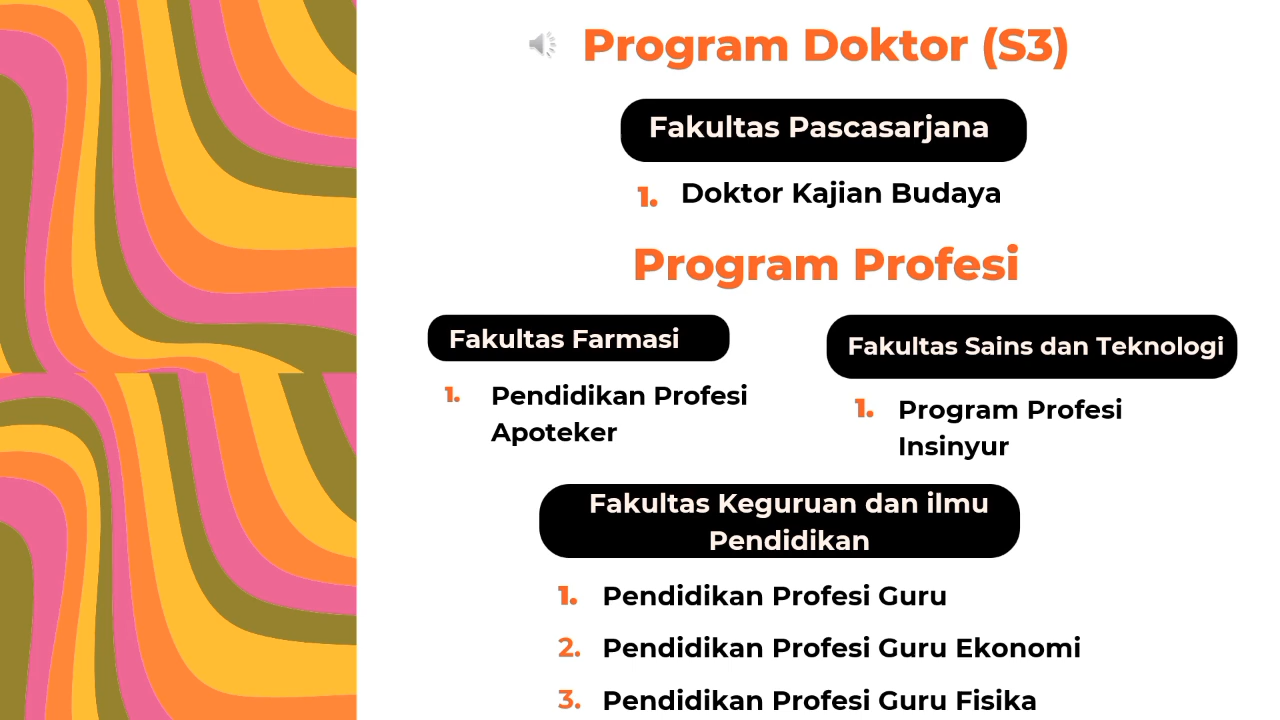 Program Doktor (S3)
Fakultas Pascasarjana
1. Doktor Kajian Budaya
Program Profesi
Fakultas Farmasi
1. Pendidikan Profesi
Apoteker
Fakultas Sains dan Teknologi
1. Program Profesi
Insinyur
Fakultas Keguruan dan ilmu
Pendidikan
1. Pendidikan Profesi Guru
2. Pendidikan Profesi Guru Ekonomi
3. Pendidikan Profesi Guru Fisika